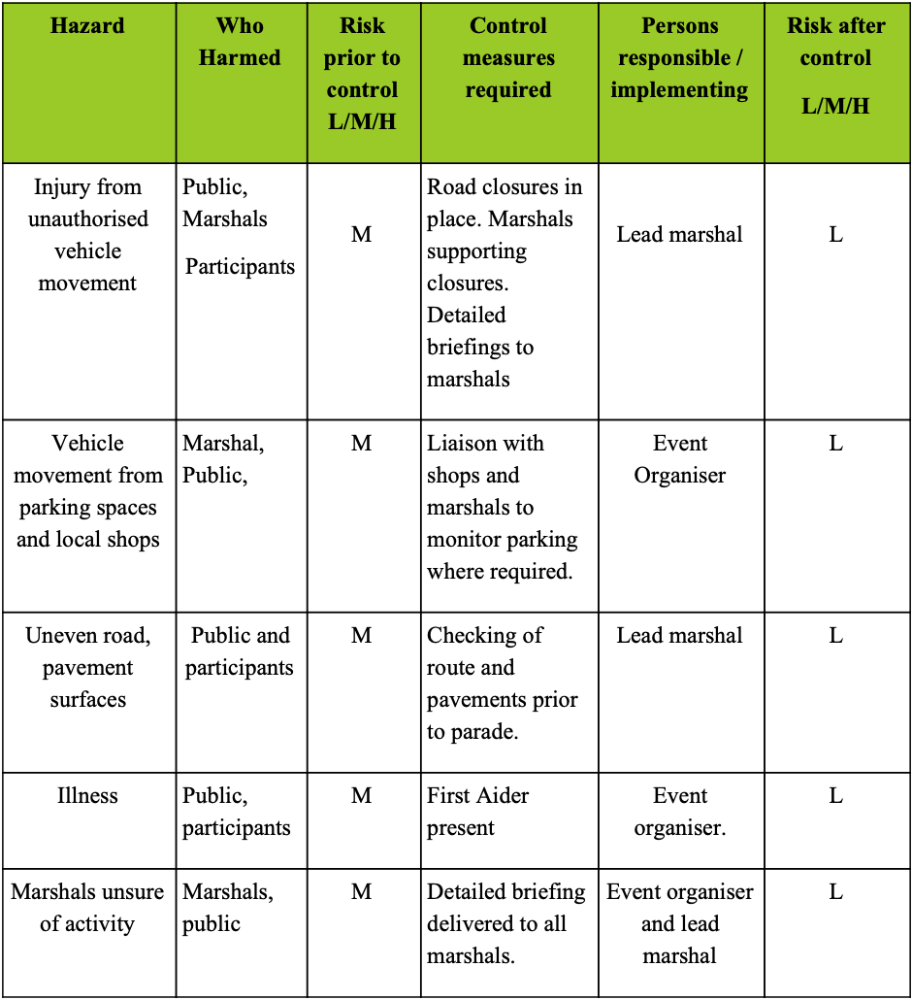 Hazard
Who
Harmed
Risk
prior to
control
L/M/H
Control
measures
required
Persons
responsible /
implementing
Risk after
control
L/M/H
Injury from
unauthorised
vehicle
movement
Public,
Marshals
Participants
M
Road closures in
place. Marshals
supporting
closures.
Detailed
briefings to
marshals
Lead marshal
L
Vehicle
movement from
parking spaces
and local shops
Marshal,
Public,
M
Liaison with
shops and
marshals to
monitor parking
where required.
Event
Organiser
L
Uneven road,
pavement
surfaces
Public and
participants
M
Checking of
route and
pavements prior
to parade.
Lead marshal
L
Illness
Public,
participants
M
First Aider
present
Event
organiser.
L
Marshals unsure
of activity
Marshals,
public
M
Detailed briefing
delivered to all
marshals.
Event organiser
and lead
marshal
L